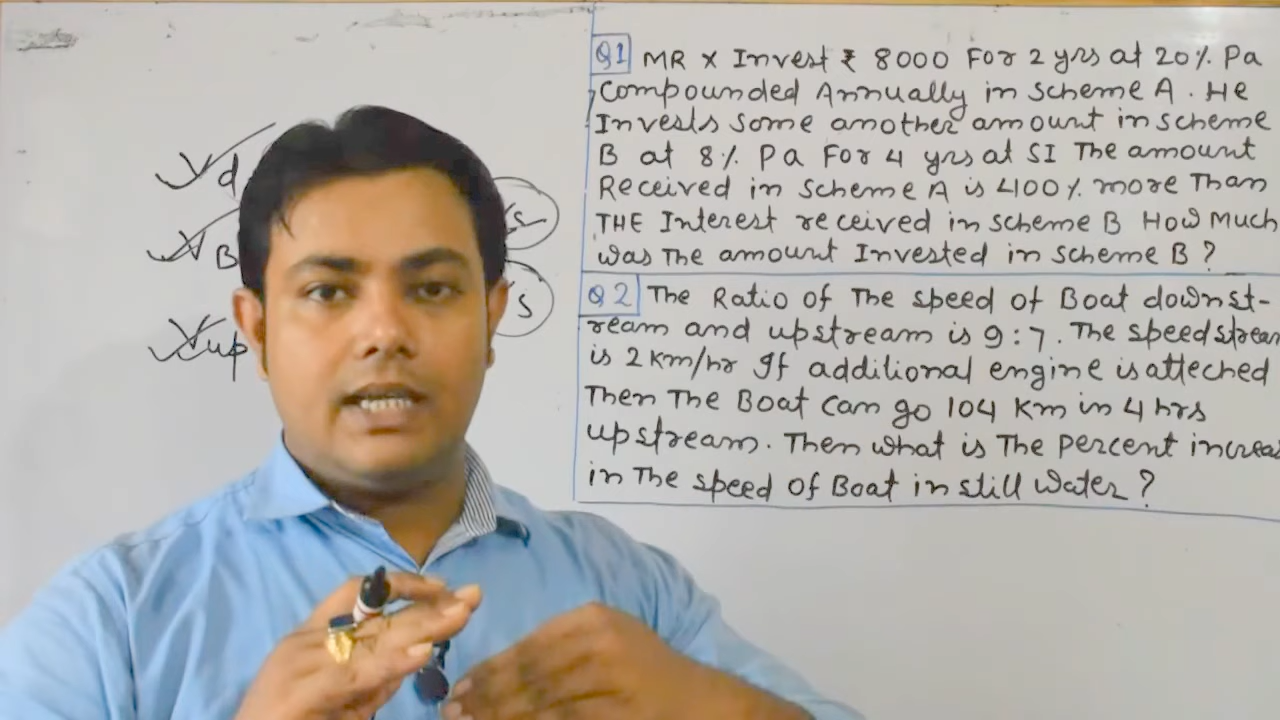 d
B
s
up
s
Q1 MR X Invest ₹ 8000 For 2 yrs at 20% Pa
Compounded Annually in scheme A. He
Invests some another amount in scheme
B at 8% Pa For 4 yrs at SI The amount
Received in scheme A is 400% more Than
THE Interest received in scheme B How Much
was The amount Invested in scheme B?
Q2 The Ratio of The speed of Boat downst-
ream and upstream is 9:7. The speed stream
is 2 km/hr If additional engine is atteched
Then The Boat can go 104 Km in 4 hrs
upstream. Then what is The Percent increas
in The speed of Boat in still water?